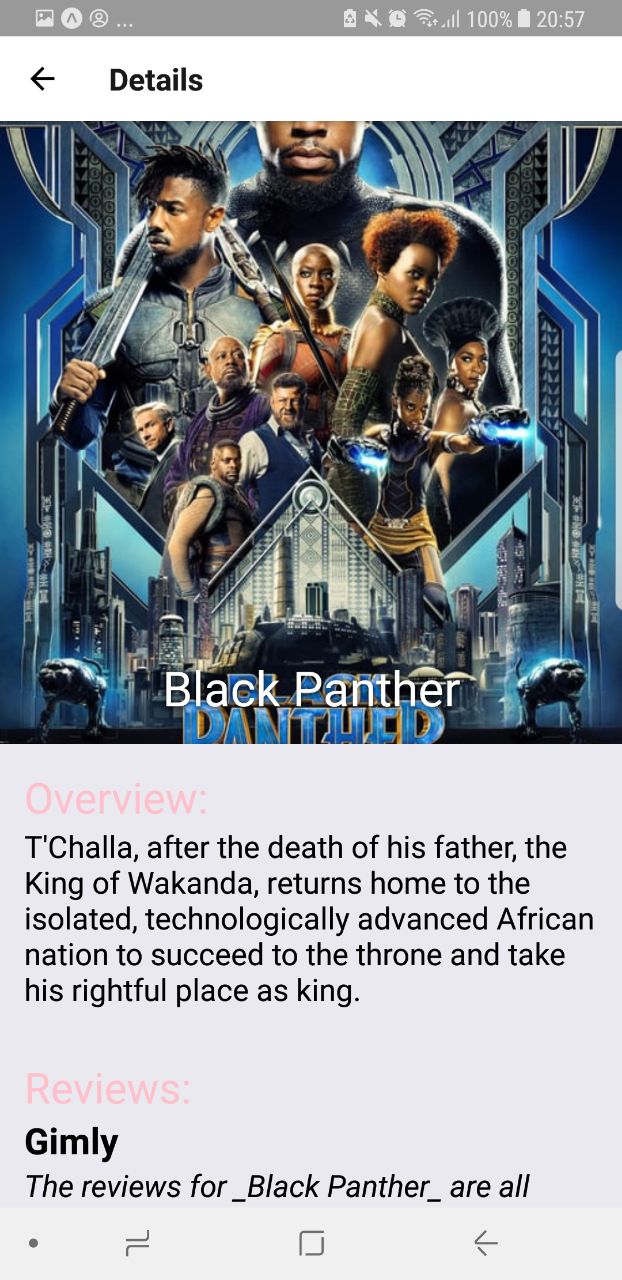 ... 100% 20:57
Details
Black Panther
BLACK
PANTHER
Overview:
T'Challa, after the death of his father, the
King of Wakanda, returns home to the
isolated, technologically advanced African
nation to succeed to the throne and take
his rightful place as king.
Reviews:
Gimly
The reviews for _Black Panther_ are all